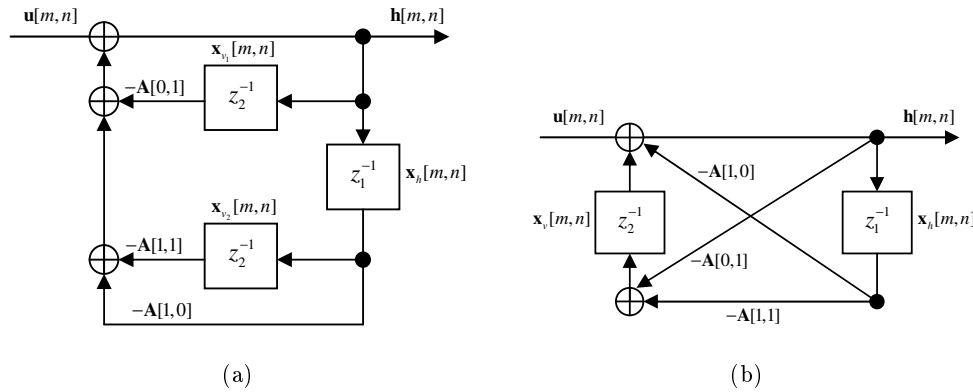 u[m,n]
h[m,n]
x_{v_1}[m,n]
−A[0,1]
z_2^{-1}
z_1^{-1}
x_h[m,n]
x_{v_2}[m,n]
−A[1,1]
z_2^{-1}
−A[1,0]
(a)
u[m,n]
h[m,n]
−A[1,0]
x_v[m,n]
z_2^{-1}
z_1^{-1}
x_h[m,n]
−A[0,1]
−A[1,1]
(b)